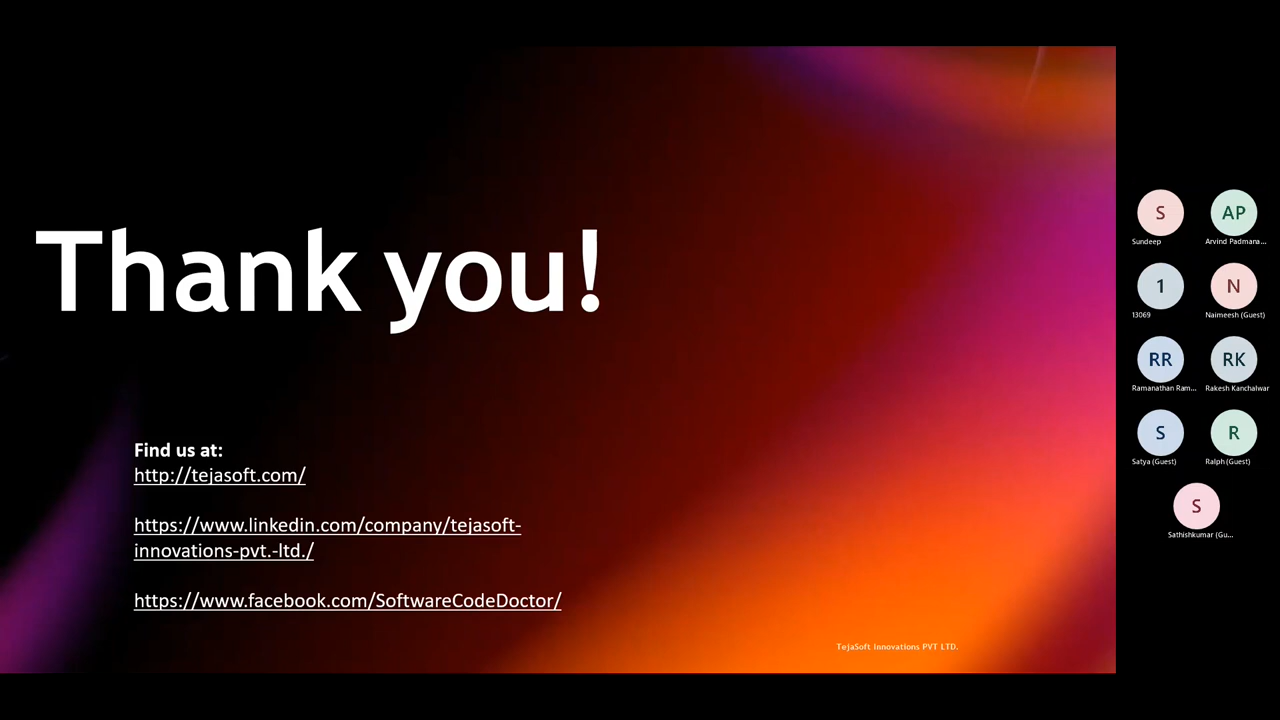 Thank you!
Find us at:
http://tejasoft.com/
https://www.linkedin.com/company/tejasoft-
innovations-pvt.-ltd./
https://www.facebook.com/SoftwareCodeDoctor/
TejaSoft Innovations PVT LTD.
S
AP
Sundeep
Arvind Padmana...
1
N
13069
Naimeesh (Guest)
RR
RK
Ramanathan Ram...
Rakesh Kanchalwar
S
R
Satya (Guest)
Ralph (Guest)
S
Sathishkumar (Gu...